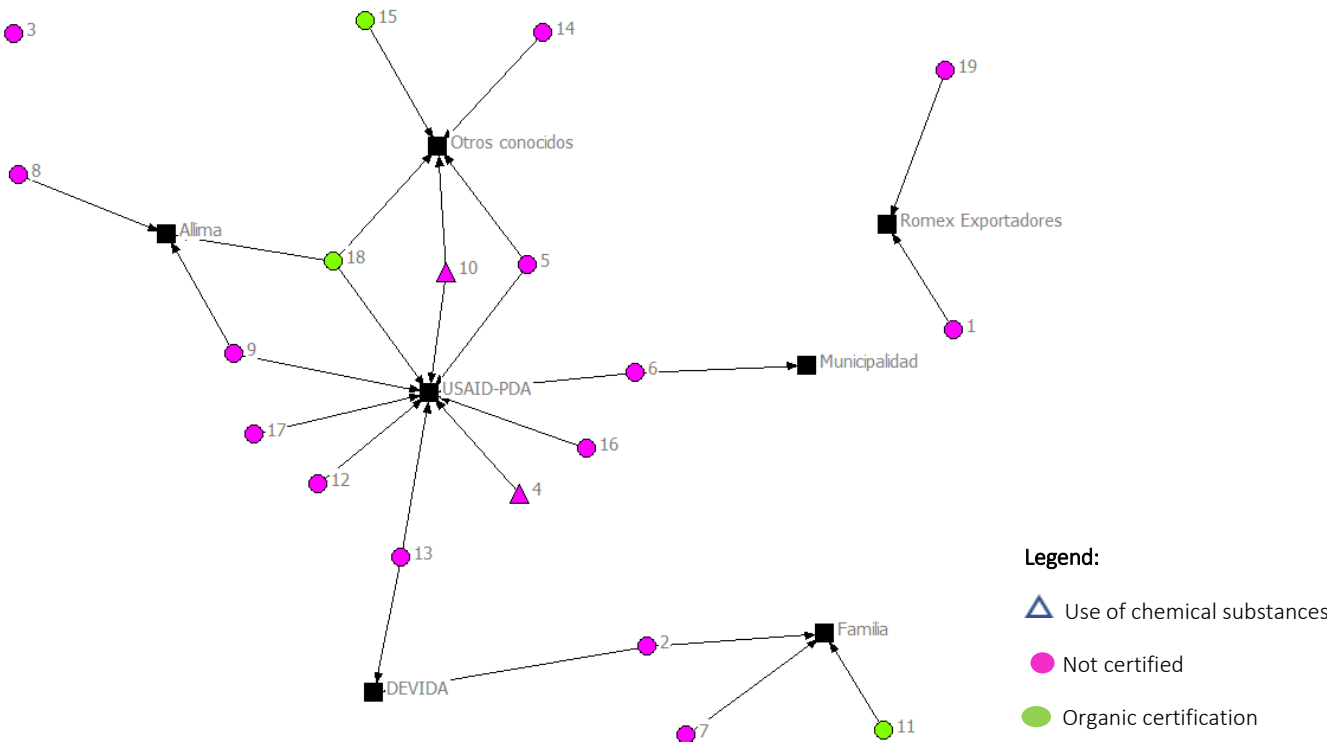 3
15
14
19
Otros conocidos
8
Allima
Romex Exportadores
18
10
5
1
9
6
Municipalidad
USAID-PDA
17
16
12
4
13
Legend:
Use of chemical substances
Familia
2
Not certified
DEVIDA
7
11
Organic certification